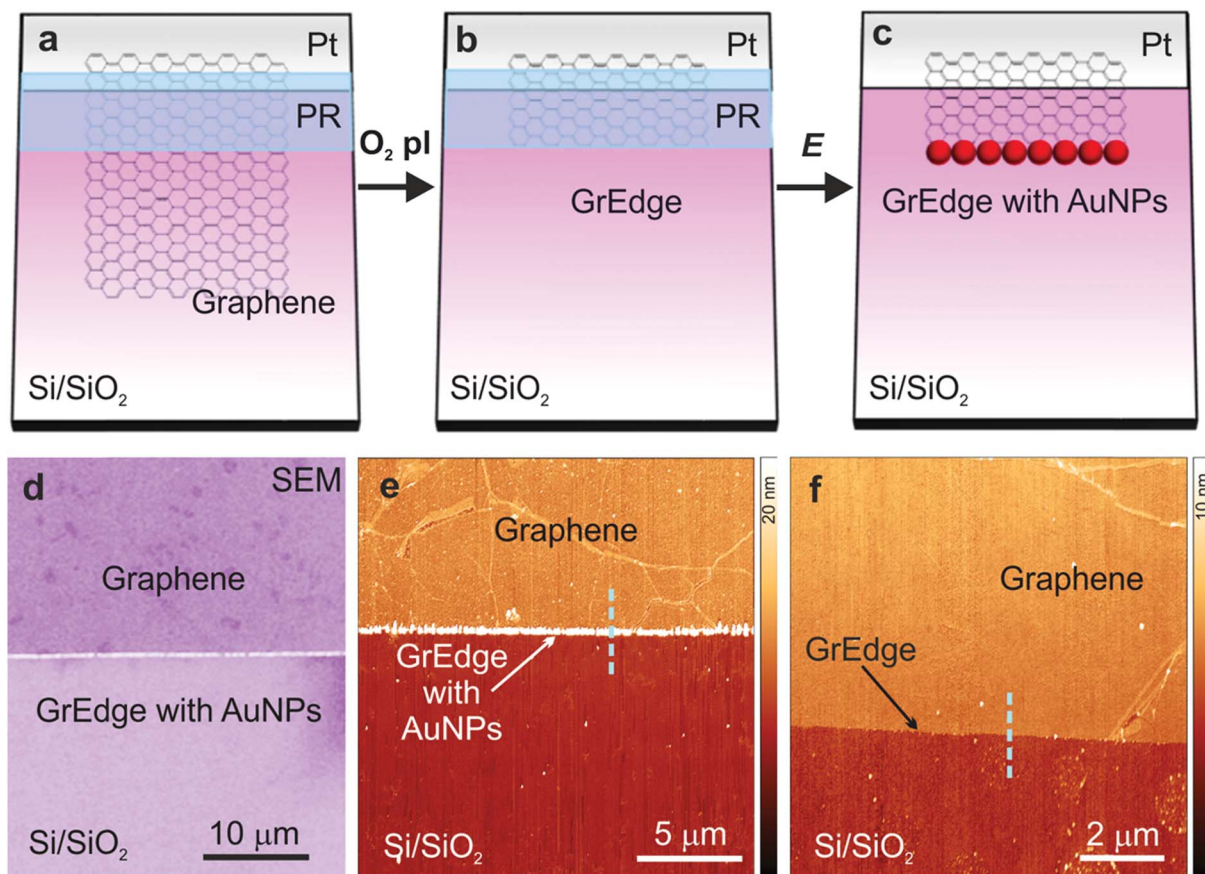 a
Pt
PR
Graphene
Si/SiO₂
O₂ pl
b
Pt
PR
GrEdge
Si/SiO₂
E
c
Pt
GrEdge with AuNPs
Si/SiO₂
d
SEM
Graphene
GrEdge with AuNPs
Si/SiO₂
10 μm
e
Graphene
GrEdge
with
AuNPs
Si/SiO₂
5 μm
20 nm
f
Graphene
GrEdge
Si/SiO₂
2 μm
10 nm